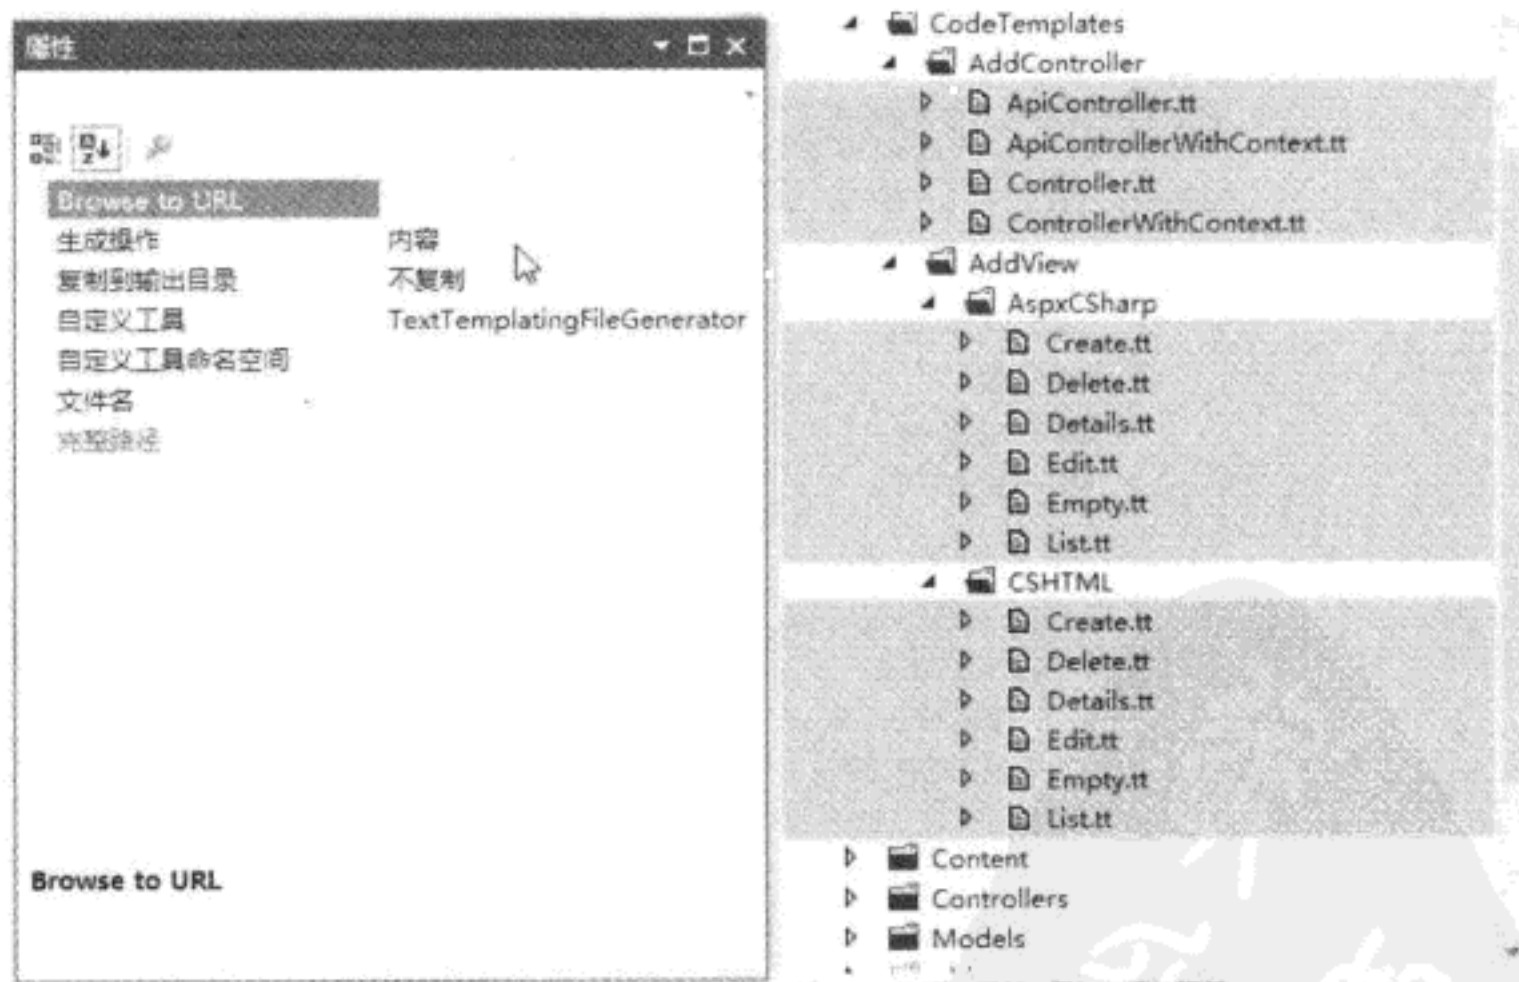 属性
Browse to URL
生成操作 内容
复制到输出目录 不复制
自定义工具 TextTemplatingFileGenerator
自定义工具命名空间
文件名
完整路径
Browse to URL
CodeTemplates
AddController
ApiController.tt
ApiControllerWithContext.tt
Controller.tt
ControllerWithContext.tt
AddView
AspxCSharp
Create.tt
Delete.tt
Details.tt
Edit.tt
Empty.tt
List.tt
CSHTML
Create.tt
Delete.tt
Details.tt
Edit.tt
Empty.tt
List.tt
Content
Controllers
Models